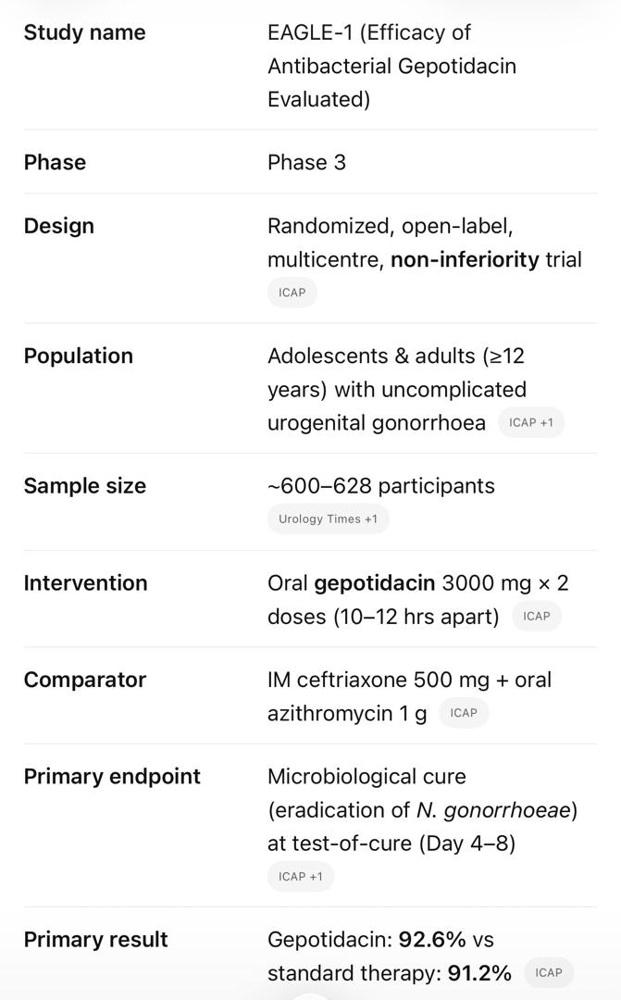 Study name
EAGLE-1 (Efficacy of
Antibacterial Gepotidacin
Evaluated)
Phase
Phase 3
Design
Randomized, open-label,
multicentre, non-inferiority trial
ICAP
Population
Adolescents & adults (≥12
years) with uncomplicated
urogenital gonorrhoea ICAP +1
Sample size
~600–628 participants
Urology Times +1
Intervention
Oral gepotidacin 3000 mg × 2
doses (10–12 hrs apart) ICAP
Comparator
IM ceftriaxone 500 mg + oral
azithromycin 1 g ICAP
Primary endpoint
Microbiological cure
(eradication of N. gonorrhoeae)
at test-of-cure (Day 4–8)
ICAP +1
Primary result
Gepotidacin: 92.6% vs
standard therapy: 91.2% ICAP